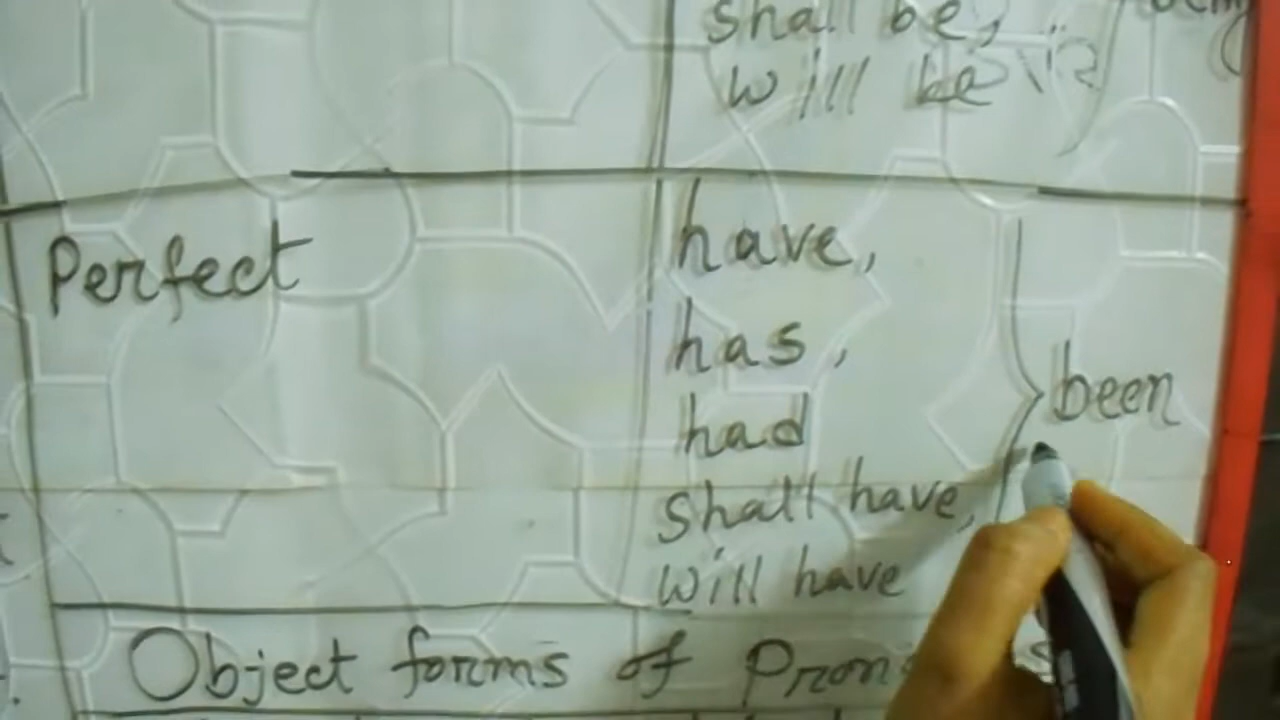 shall be,
will be
Perfect
have,
has,
had
been
shall have,
will have
Object forms of